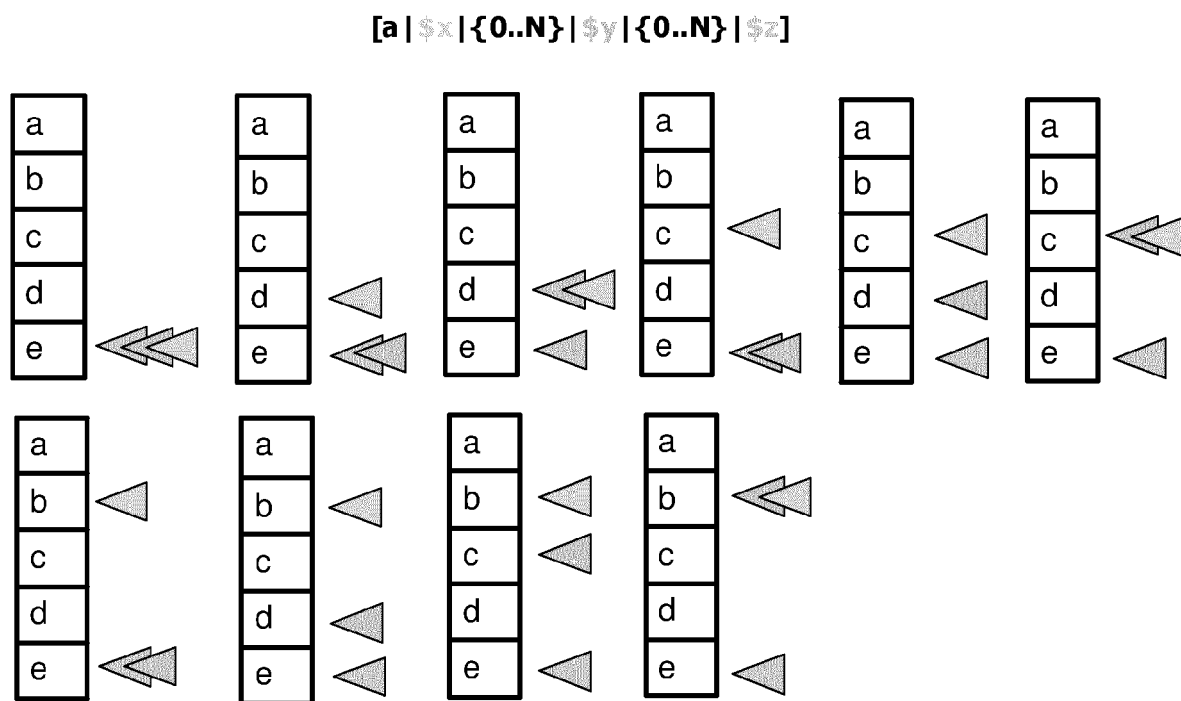 [a|$x|{0..N}|$y|{0..N}|$z]
a a a a a a
b b b b b b
c c c c c c
d d d d d d
e e e e e e
a a a a
b b b b
c c c c
d d d d
e e e e